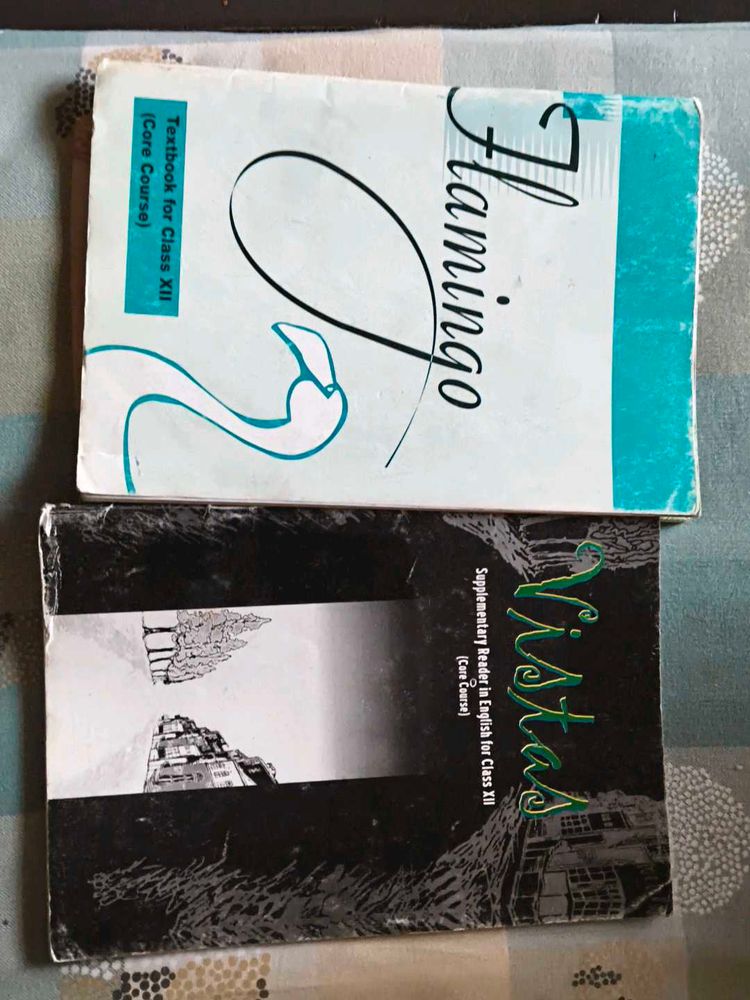 Flamingo
Textbook for Class XII
(Core Course)
Vistas
Supplementary Reader in English for Class XII
(Core Course)